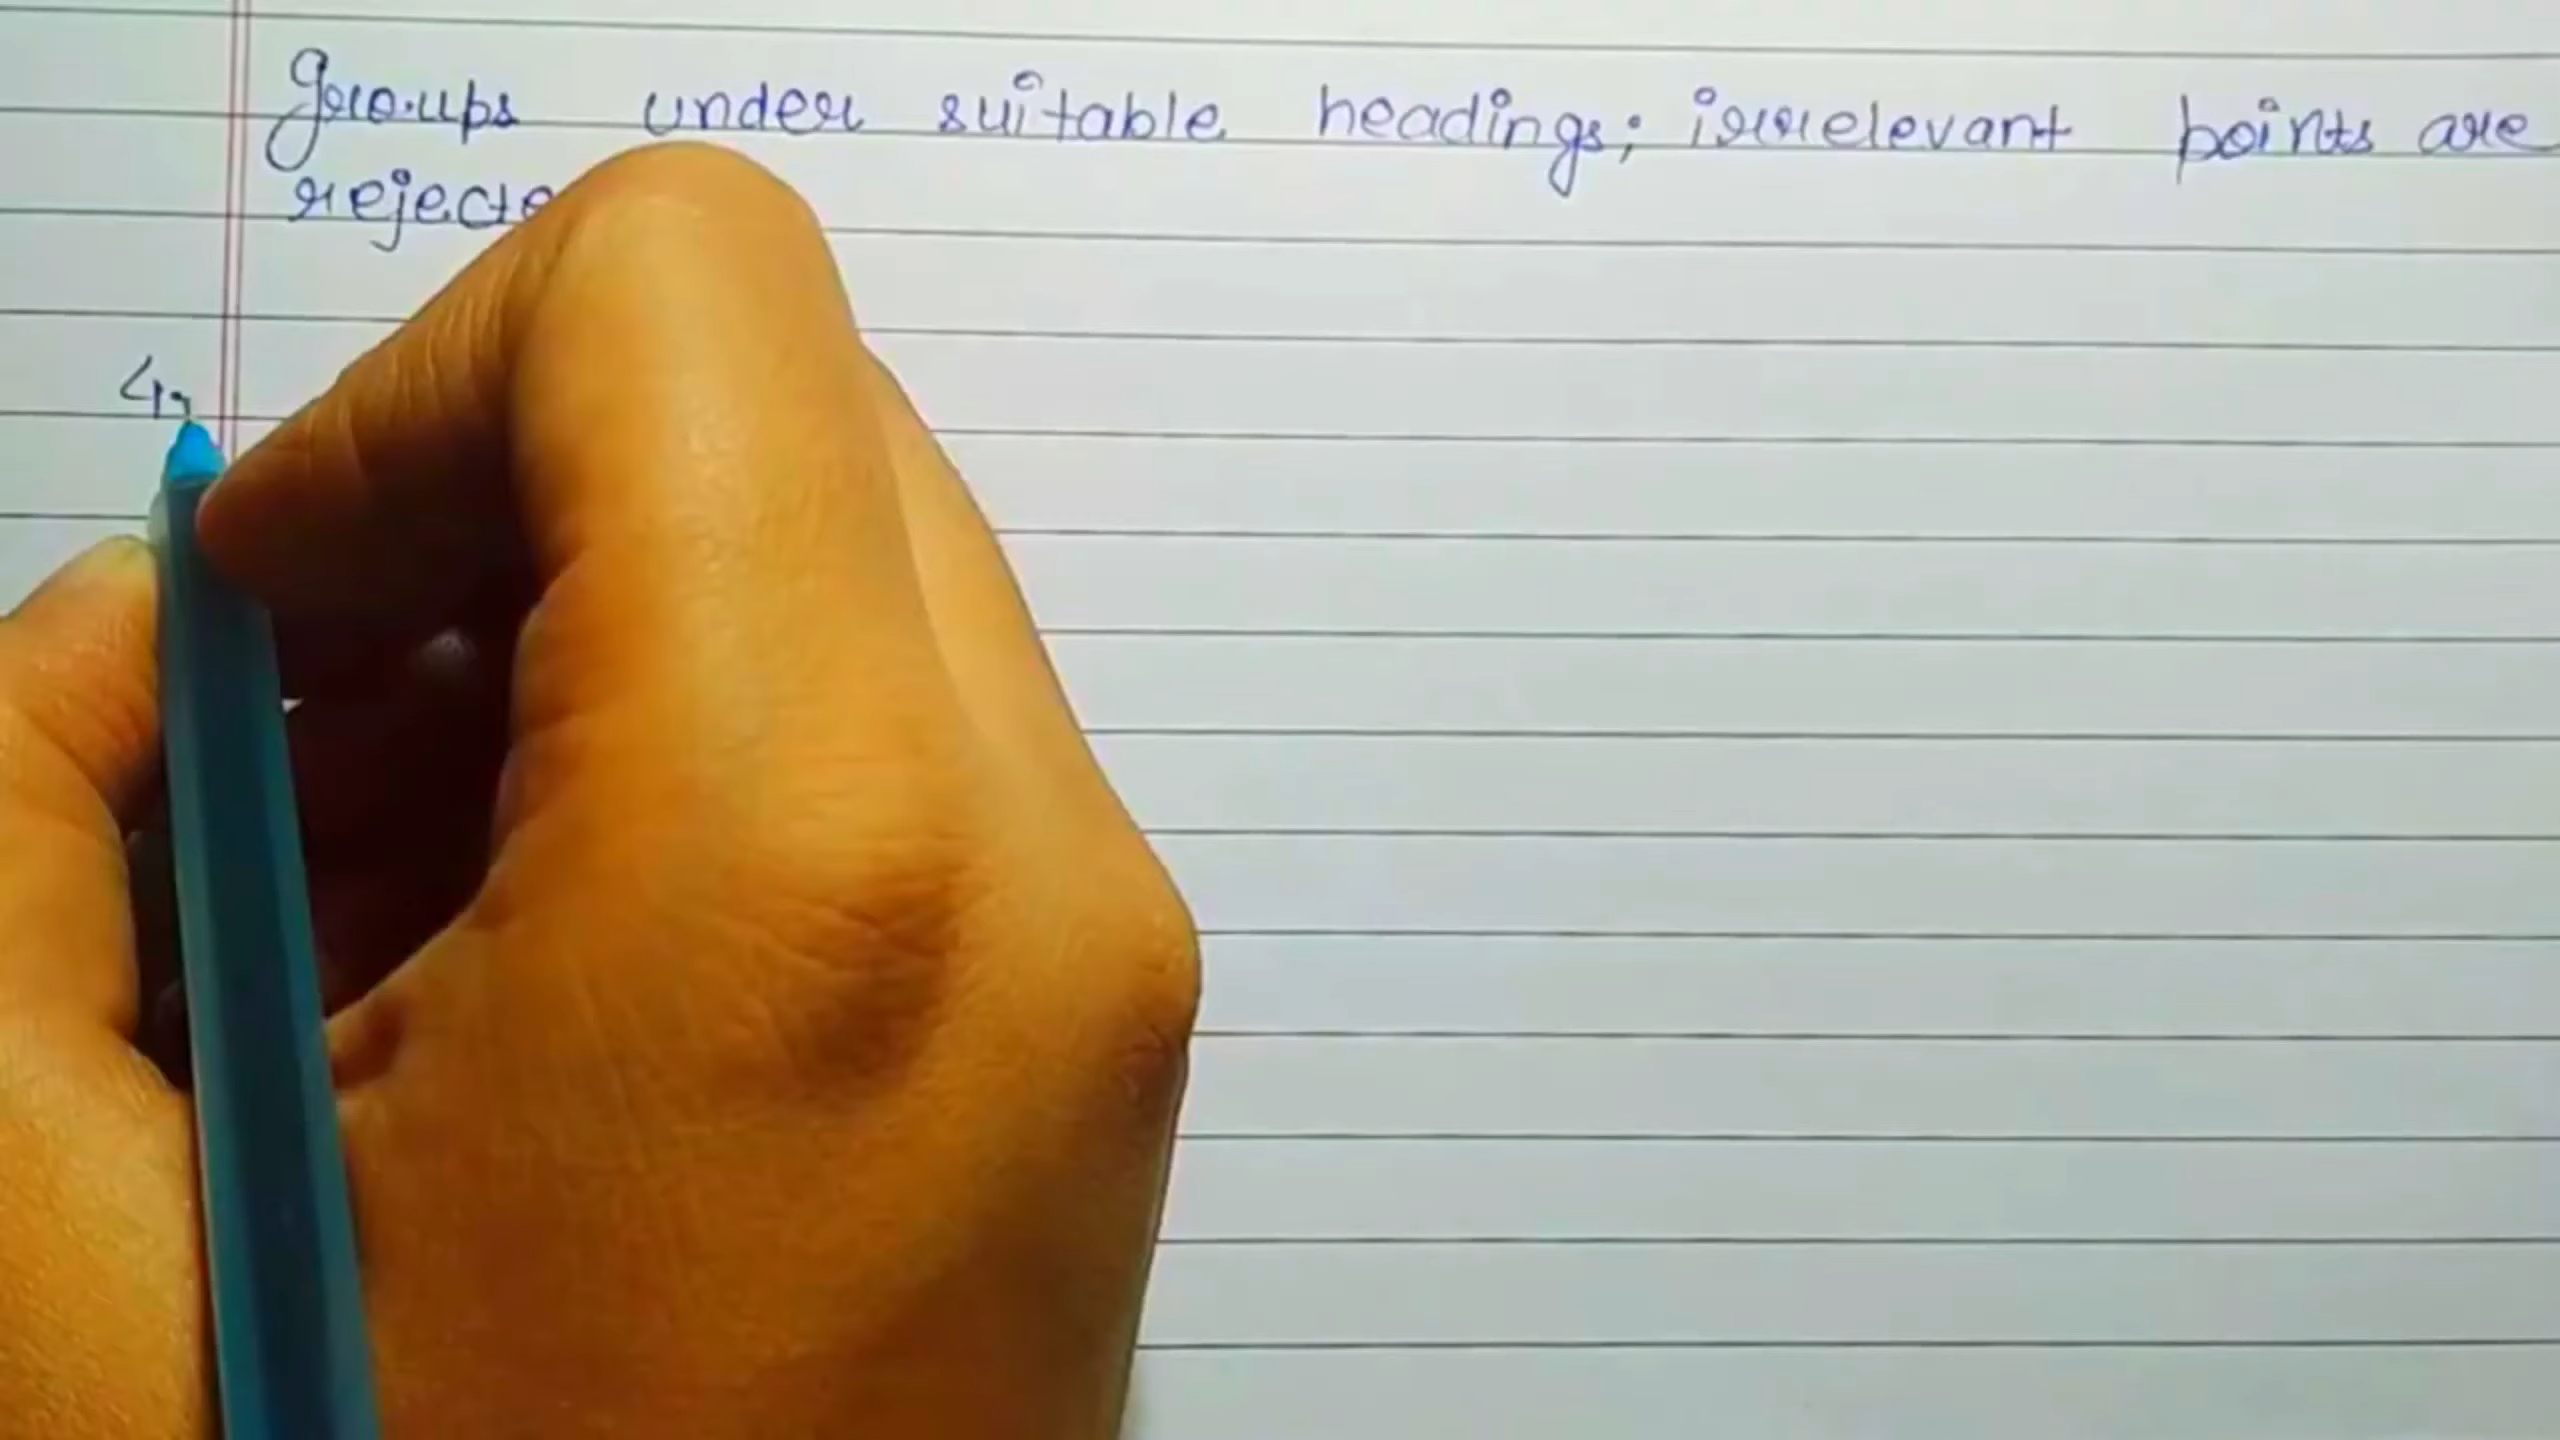 groups under suitable headings; irrelevant points are
rejecte
4.